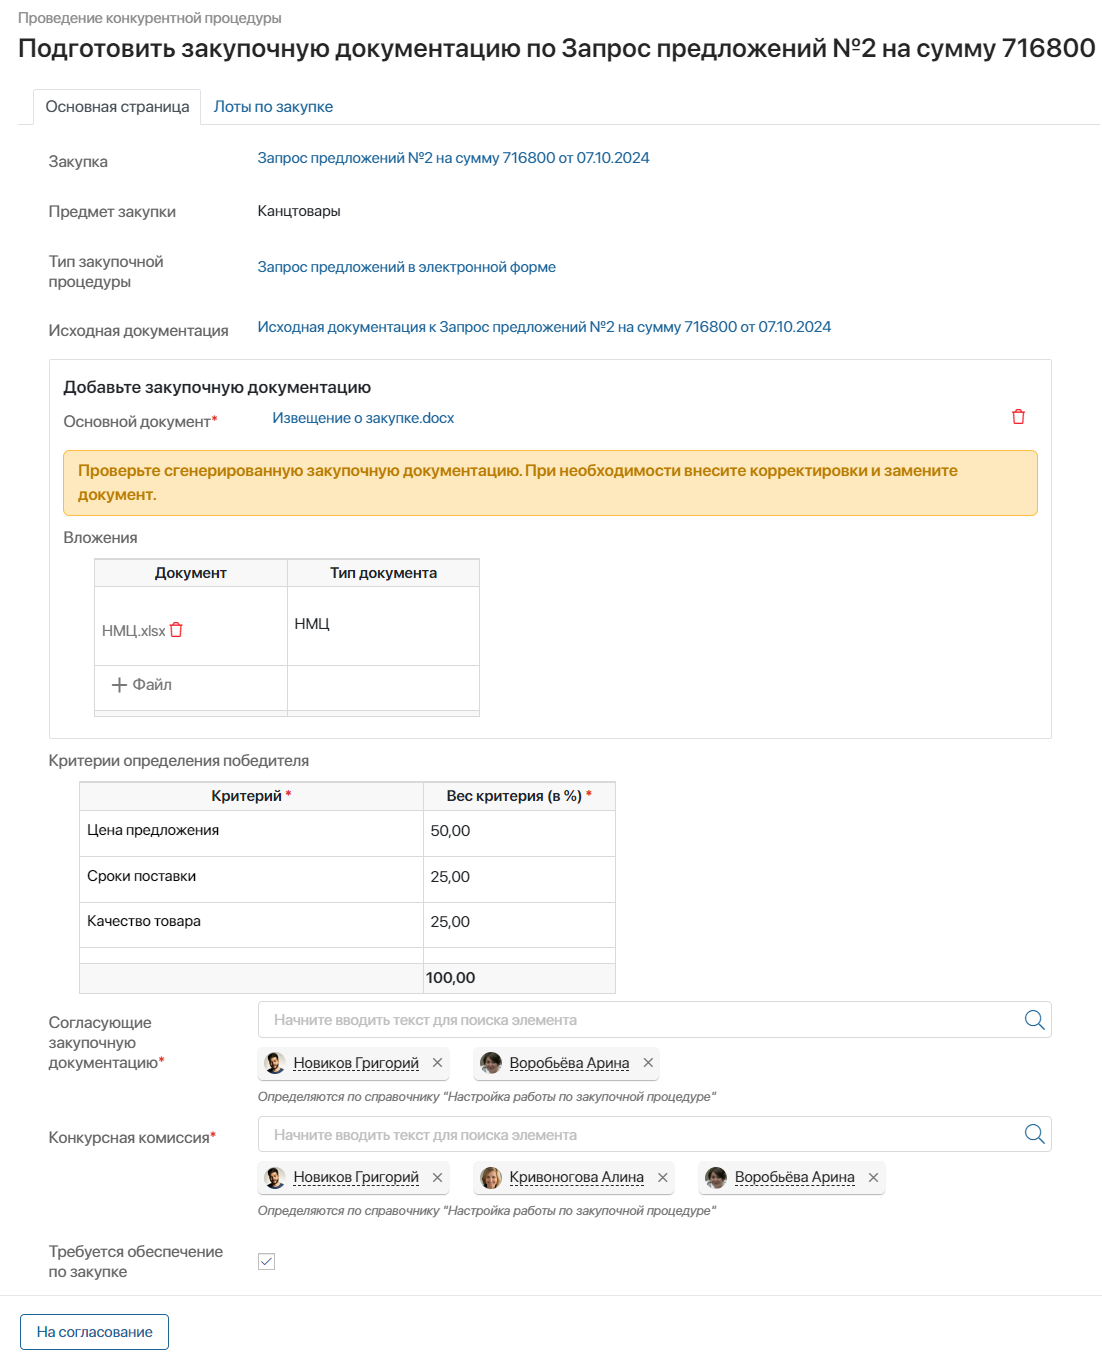 Проведение конкурентной процедуры
Подготовить закупочную документацию по Запрос предложений №2 на сумму 716800
Основная страница
Лоты по закупке
Закупка
Запрос предложений №2 на сумму 716800 от 07.10.2024
Предмет закупки
Канцтовары
Тип закупочной
процедуры
Запрос предложений в электронной форме
Исходная документация
Исходная документация к Запрос предложений №2 на сумму 716800 от 07.10.2024
Добавьте закупочную документацию
Основной документ*
Извещение о закупке.docx
Проверьте сгенерированную закупочную документацию. При необходимости внесите корректировки и замените
документ.
Вложения
Документ
Тип документа
НМЦ.xlsx
НМЦ
Файл
Критерии определения победителя
Критерий *
Вес критерия (в %) *
Цена предложения
50,00
Сроки поставки
25,00
Качество товара
25,00
100,00
Согласующие
закупочную
документацию*
Начните вводить текст для поиска элемента
Новиков Григорий
Воробьёва Арина
Определяются по справочнику "Настройка работы по закупочной процедуре"
Конкурсная комиссия*
Начните вводить текст для поиска элемента
Новиков Григорий
Кривоногова Алина
Воробьёва Арина
Определяются по справочнику "Настройка работы по закупочной процедуре"
Требуется обеспечение
по закупке
На согласование